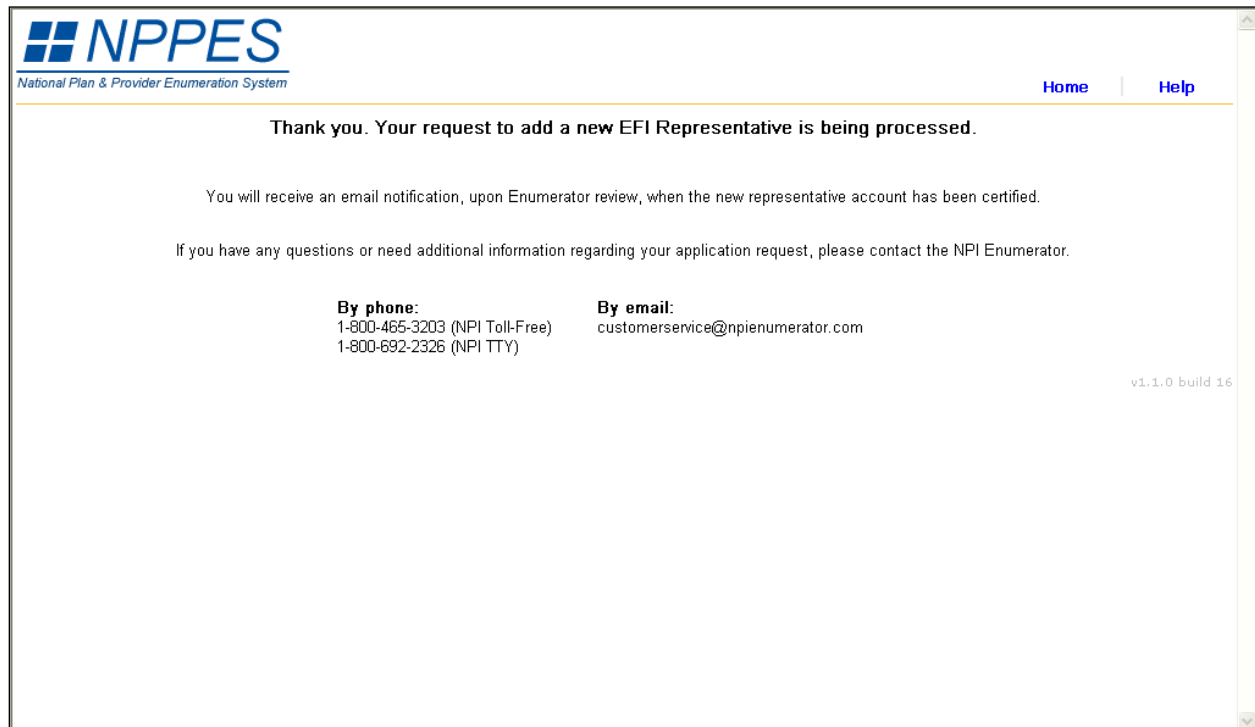 NPPES
National Plan & Provider Enumeration System
Home
Help
Thank you. Your request to add a new EFI Representative is being processed.
You will receive an email notification, upon Enumerator review, when the new representative account has been certified.
If you have any questions or need additional information regarding your application request, please contact the NPI Enumerator.
By phone:
1-800-465-3203 (NPI Toll-Free)
1-800-692-2326 (NPI TTY)
By email:
customerservice@npienumerator.com
v1.1.0 build 16